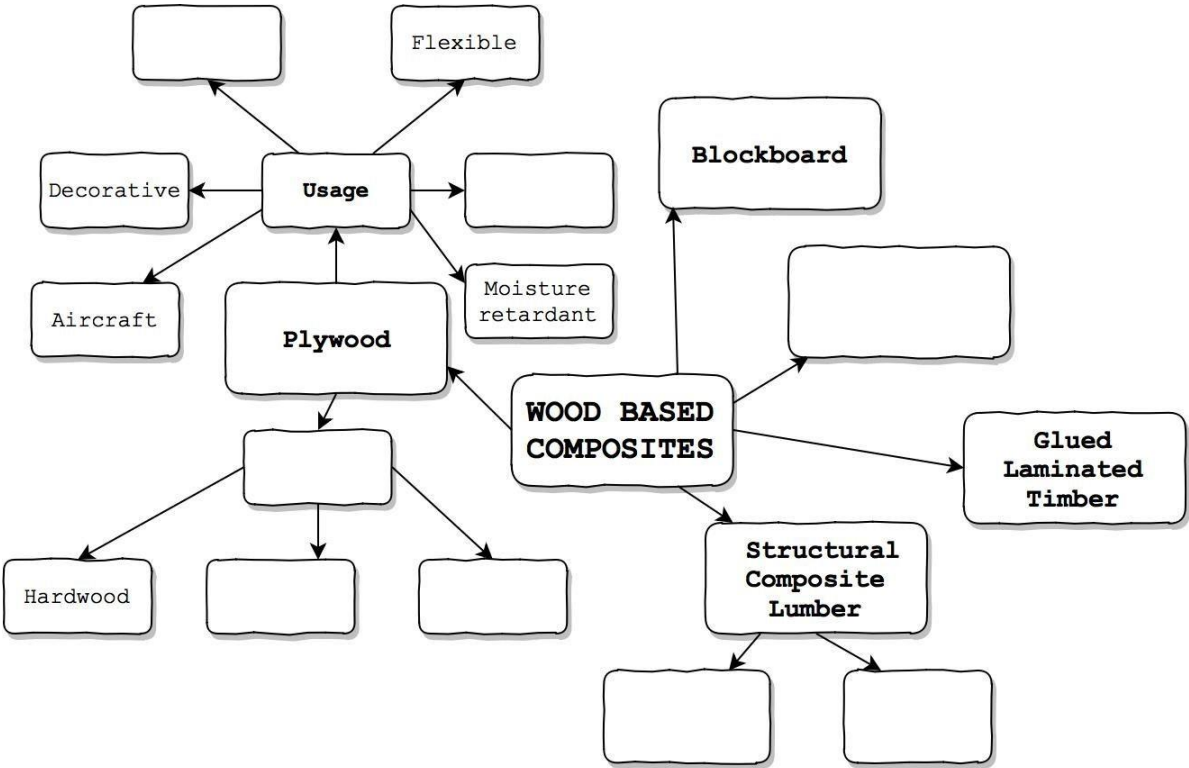 Flexible
Blockboard
Decorative
Usage
Moisture
retardant
Aircraft
Plywood
WOOD BASED
COMPOSITES
Glued
Laminated
Timber
Structural
Composite
Lumber
Hardwood